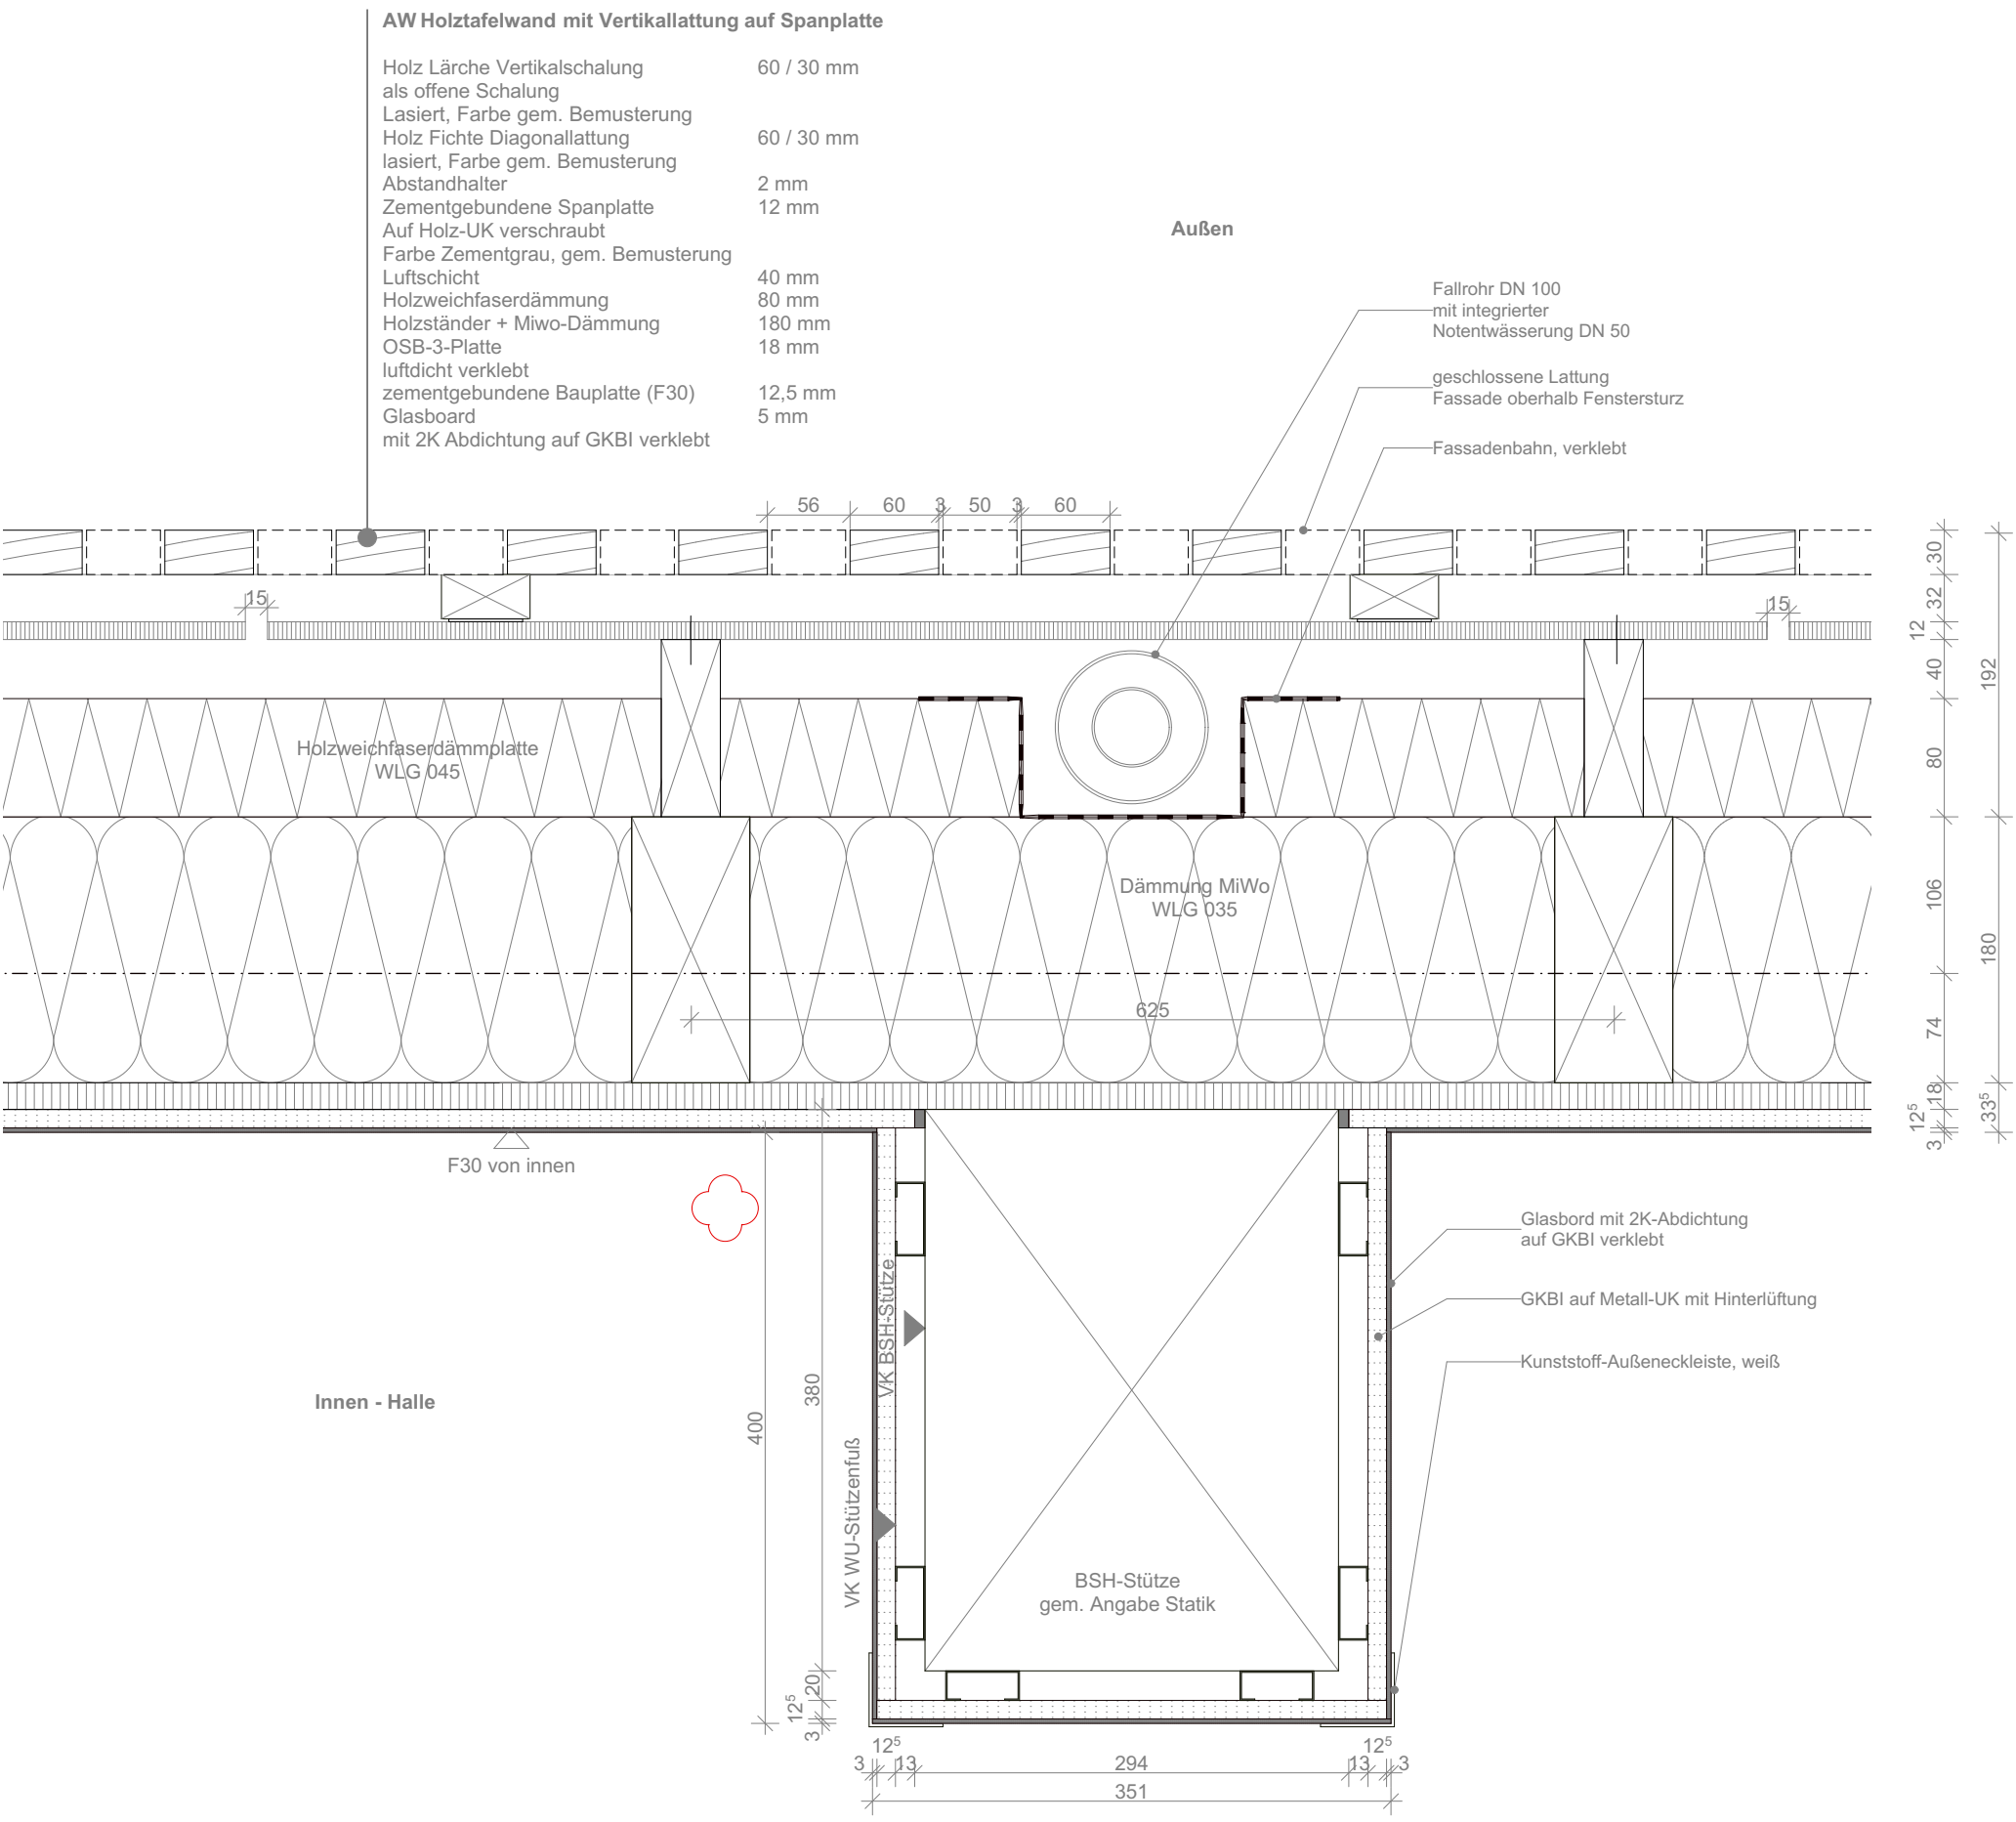 AW Holztafelwand mit Vertikallattung auf Spanplatte
Holz Lärche Vertikalschalung 60 / 30 mm
als offene Schalung
Lasiert, Farbe gem. Bemusterung
Holz Fichte Diagonallattung 60 / 30 mm
lasiert, Farbe gem. Bemusterung
Abstandhalter 2 mm
Zementgebundene Spanplatte 12 mm
Auf Holz-UK verschraubt
Farbe Zementgrau, gem. Bemusterung
Luftschicht 40 mm
Holzweichfaserdämmung 80 mm
Holzständer + Miwo-Dämmung 180 mm
OSB-3-Platte 18 mm
luftdicht verklebt
zementgebundene Bauplatte (F30) 12,5 mm
Glasboard 5 mm
mit 2K Abdichtung auf GKBI verklebt
Außen
Fallrohr DN 100
mit integrierter
Notentwässerung DN 50
geschlossene Lattung
Fassade oberhalb Fenstersturz
Fassadenbahn, verklebt
56 60 3 50 3 60
15
15
30
32
12
40
80
192
106
74
180
18
12⁵
3
33⁵
Holzweichfaserdämmplatte
WLG 045
Dämmung MiWo
WLG 035
625
F30 von innen
Innen - Halle
VK BSH-Stütze
VK WU-Stützenfuß
400
380
20
12⁵
3
BSH-Stütze
gem. Angabe Statik
Glasbord mit 2K-Abdichtung
auf GKBI verklebt
GKBI auf Metall-UK mit Hinterlüftung
Kunststoff-Außeneckleiste, weiß
12⁵ 12⁵
3 13 294 13 3
351